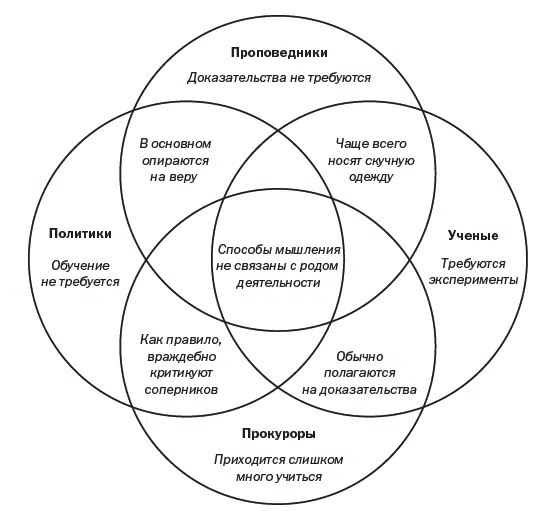 Проповедники
Доказательства не требуются
В основном
опираются
на веру
Чаще всего
носят скучную
одежду
Политики
Обучение
не требуется
Способы мышления
не связаны с родом
деятельности
Ученые
Требуются
эксперименты
Как правило,
враждебно
критикуют
соперников
Обычно
полагаются
на доказательства
Прокуроры
Приходится слишком
много учиться